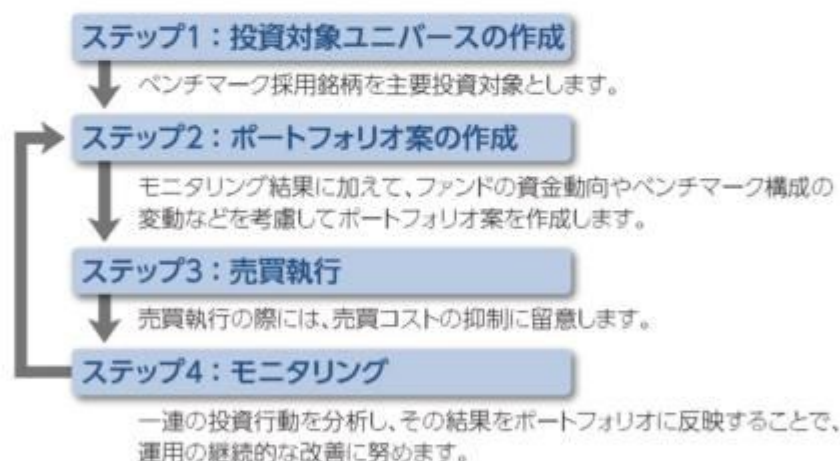 ステップ1：投資対象ユニバースの作成
ベンチマーク採用銘柄を主要投資対象とします。
ステップ2：ポートフォリオ案の作成
モニタリング結果に加えて、ファンドの資金動向やベンチマーク構成の
変動などを考慮してポートフォリオ案を作成します。
ステップ3：売買執行
売買執行の際には、売買コストの抑制に留意します。
ステップ4：モニタリング
一連の投資行動を分析し、その結果をポートフォリオに反映することで、
運用の継続的な改善に努めます。